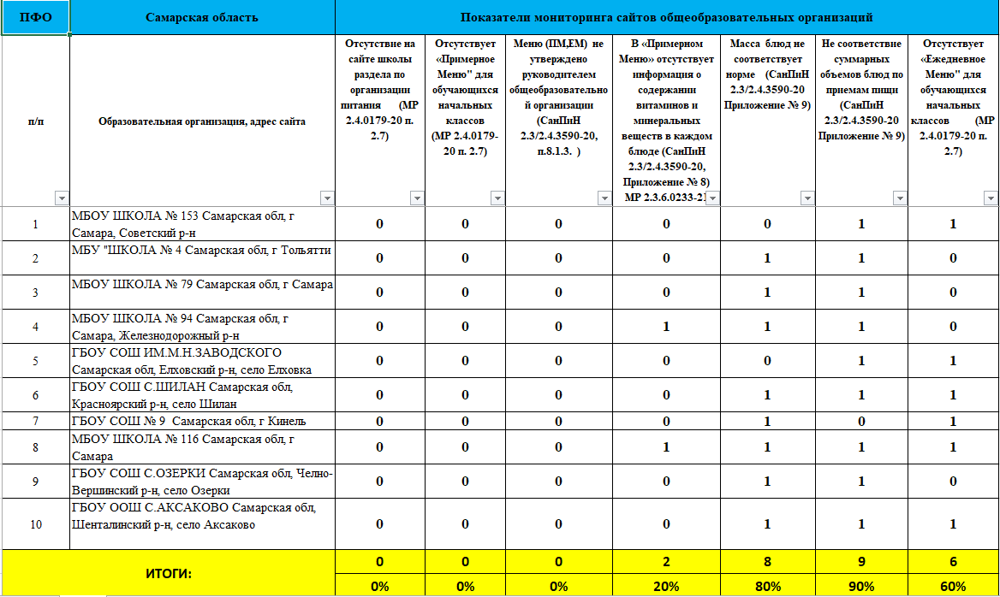 ПФО
Самарская область
Показатели мониторинга сайтов общеобразовательных организаций
п/п
Образовательная организация, адрес сайта
Отсутствие на
сайте школы
раздела по
организации
питания (МР
2.4.0179-20 п.
2.7)
Отсутствует
«Примерное
Меню" для
обучающихся
начальных
классов
(МР 2.4.0179-
20 п. 2.7)
Меню (ПМ,ЕМ) не
утверждено
руководителем
общеобразовательно
й организации
(СанПиН
2.3/2.4.3590-20,
п.8.1.3. )
В «Примерном
Меню» отсутствует
информация о
содержании
витаминов и
минеральных
веществ в каждом
блюде (СанПиН
2.3/2.4.3590-20,
Приложение № 8)
МР 2.3.6.0233-21
Масса блюд не
соответствует
норме (СанПиН
2.3/2.4.3590-20
Приложение № 9)
Не соответствие
суммарных
объемов блюд по
приемам пищи
(СанПиН
2.3/2.4.3590-20
Приложение № 9)
Отсутствует
«Ежедневное
Меню" для
обучающихся
начальных
классов (МР
2.4.0179-20 п.
2.7)
1 МБОУ ШКОЛА № 153 Самарская обл, г
Самара, Советский р-н 0 0 0 0 0 1 1
2 МБУ "ШКОЛА № 4 Самарская обл, г Тольятти 0 0 0 0 1 1 0
3 МБОУ ШКОЛА № 79 Самарская обл, г Самара 0 0 0 0 1 1 0
4 МБОУ ШКОЛА № 94 Самарская обл, г
Самара, Железнодорожный р-н 0 0 0 1 1 1 0
5 ГБОУ СОШ ИМ.М.Н.ЗАВОДСКОГО
Самарская обл, Елховский р-н, село Елховка 0 0 0 0 0 1 1
6 ГБОУ СОШ С.ШИЛАН Самарская обл,
Красноярский р-н, село Шилан 0 0 0 0 1 1 1
7 ГБОУ СОШ № 9 Самарская обл, г Кинель 0 0 0 0 1 0 1
8 МБОУ ШКОЛА № 116 Самарская обл, г
Самара 0 0 0 1 1 1 1
9 ГБОУ СОШ С.ОЗЕРКИ Самарская обл, Челно-
Вершинский р-н, село Озерки 0 0 0 0 1 1 0
10 ГБОУ ООШ С.АКСАКОВО Самарская обл,
Шенталинский р-н, село Аксаково 0 0 0 0 1 1 1
ИТОГИ:
0 0 0 2 8 9 6
0% 0% 0% 20% 80% 90% 60%